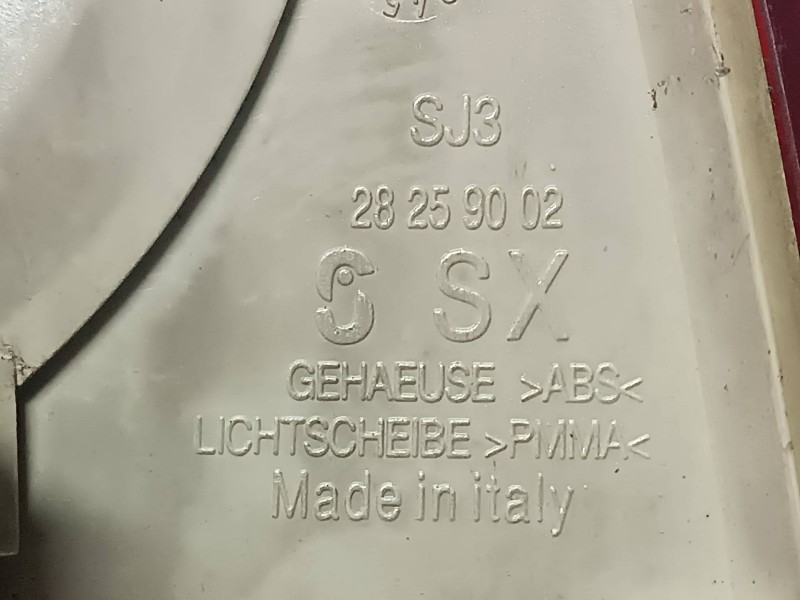 SJ3
28 25 90 02
SX
GEHAEUSE >ABS<
LICHTSCHEIBE >PMMA<
Made in italy